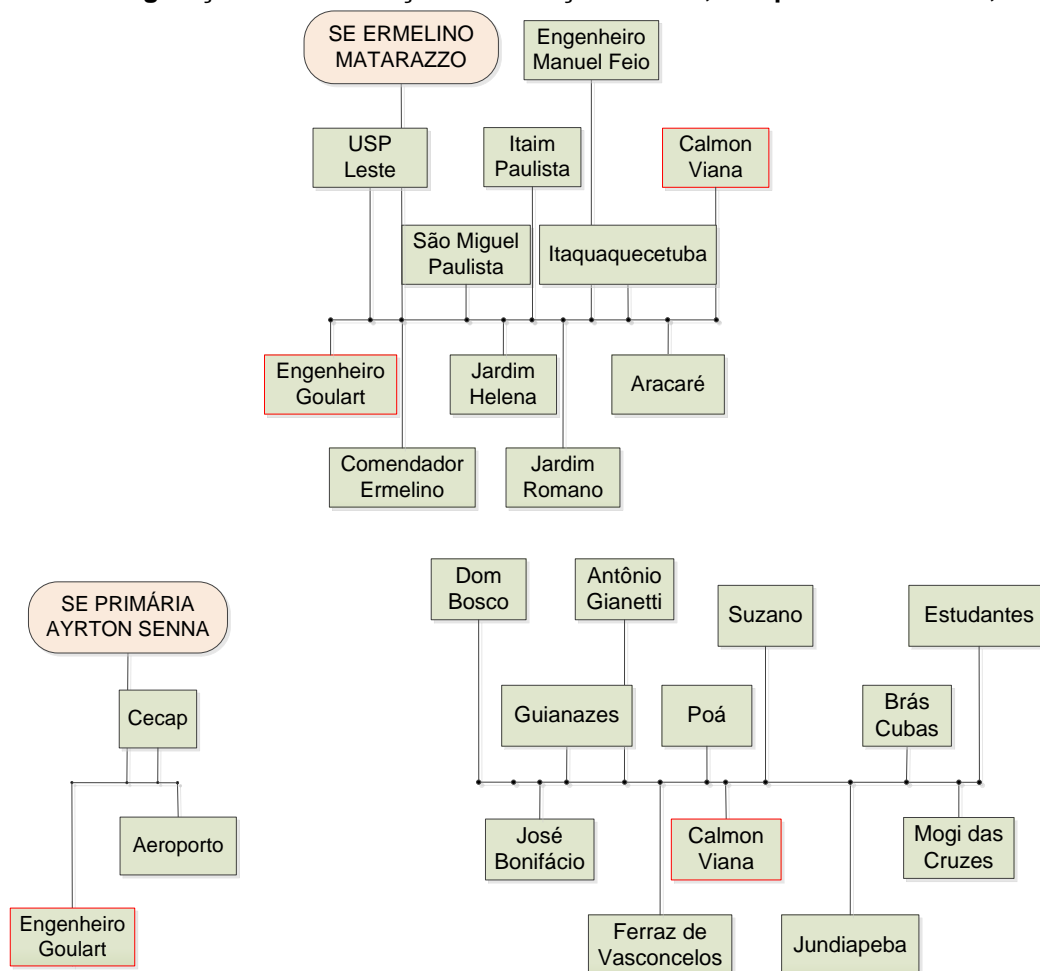 SE ERMELINO
MATARAZZO
Engenheiro
Manuel Feio
USP
Leste
Itaim
Paulista
Calmon
Viana
São Miguel
Paulista
Itaquaquecetuba
Engenheiro
Goulart
Jardim
Helena
Aracaré
Comendador
Ermelino
Jardim
Romano
SE PRIMÁRIA
AYRTON SENNA
Cecap
Aeroporto
Engenheiro
Goulart
Dom
Bosco
Antônio
Gianetti
Suzano
Estudantes
Guianazes
Poá
Brás
Cubas
José
Bonifácio
Calmon
Viana
Mogi das
Cruzes
Ferraz de
Vasconcelos
Jundiapeba